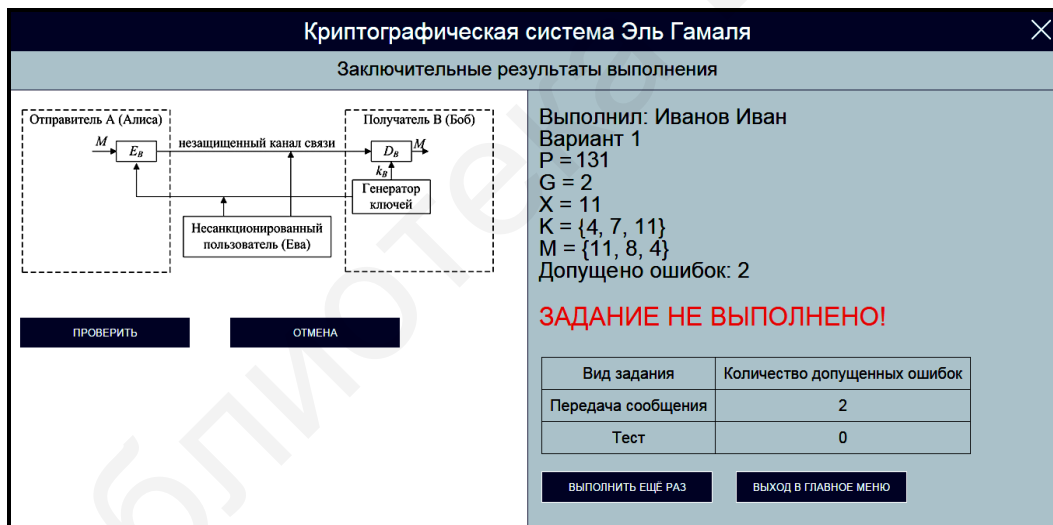 Криптографическая система Эль Гамаля
Заключительные результаты выполнения
Отправитель А (Алиса)
Получатель В (Боб)
M
E_B
незащищенный канал связи
D_B
M
k_B
Генератор
ключей
Несанкционированный
пользователь (Ева)
ПРОВЕРИТЬ
ОТМЕНА
Выполнил: Иванов Иван
Вариант 1
P = 131
G = 2
X = 11
K = {4, 7, 11}
M = {11, 8, 4}
Допущено ошибок: 2
ЗАДАНИЕ НЕ ВЫПОЛНЕНО!
Вид задания Количество допущенных ошибок
Передача сообщения 2
Тест 0
ВЫПОЛНИТЬ ЕЩЁ РАЗ
ВЫХОД В ГЛАВНОЕ МЕНЮ